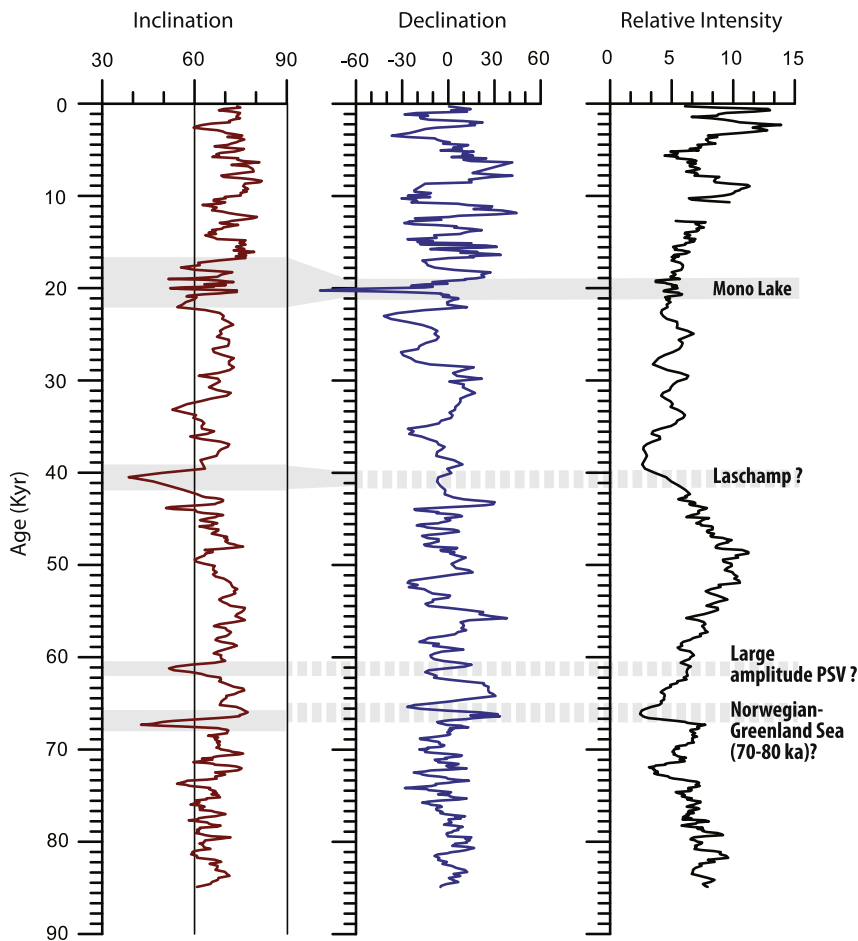 Inclination Declination Relative Intensity
30 60 90 -60 -30 0 30 60 0 5 10 15
0
10
20
30
40
50
60
70
80
90
Age (Kyr)
Mono Lake
Laschamp ?
Large
amplitude PSV ?
Norwegian-
Greenland Sea
(70-80 ka)?